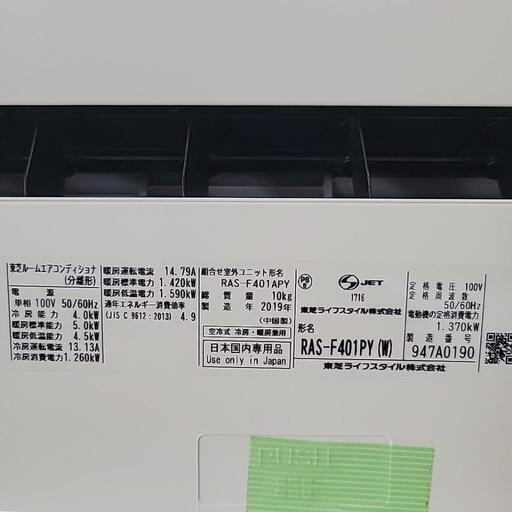 東芝ルームエアコンディショナ
(分離形)
電 源
単相 100V 50/60Hz
冷房能力 4.0kW
暖房標準能力 5.0kW
暖房低温能力 4.5kW
冷房運転電流 13.13A
冷房消費電力 1.260kW
暖房運転電流 14.79A
暖房標準電力 1.420kW
暖房低温電力 1.590kW
通年エネルギー消費効率
(JIS C 9612:2013) 4.9
組合せ室外ユニット形名
RAS-F401APY
総 質 量 10kg
製 造 年 2019年
(中国製)
空冷式 冷房・暖房兼用
日本国内専用品
Use only in Japan
PS
E
JET
1716
東芝ライフスタイル株式会社
形名
RAS-F401PY(W)
東芝ライフスタイル株式会社
定 格 電 圧 100V
定 格 周 波 数
50/60Hz
電動機の定格消費電力
1.370kW
製 造 番 号
947A0190
PUSH